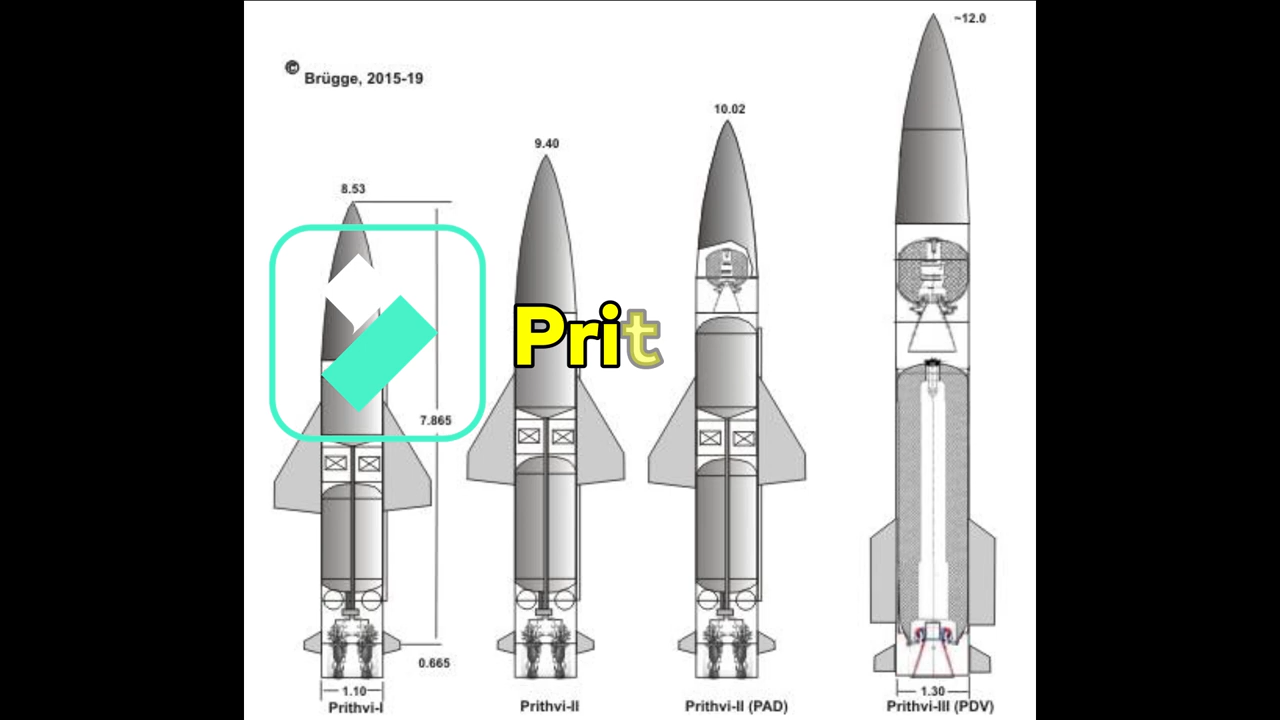 © Brügge, 2015-19
~12.0
10.02
9.40
8.53
Prit
7.865
0.665
1.10
1.30
Prithvi-I
Prithvi-II
Prithvi-II (PAD)
Prithvi-III (PDV)